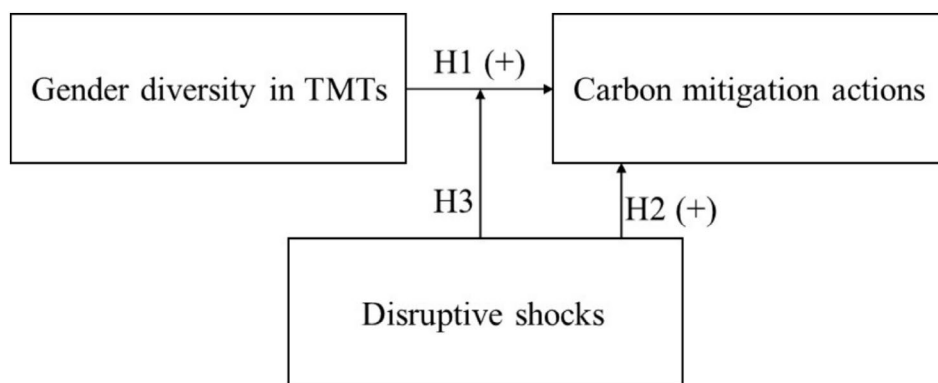 H1 (+)
Gender diversity in TMTs
Carbon mitigation actions
H3
H2 (+)
Disruptive shocks